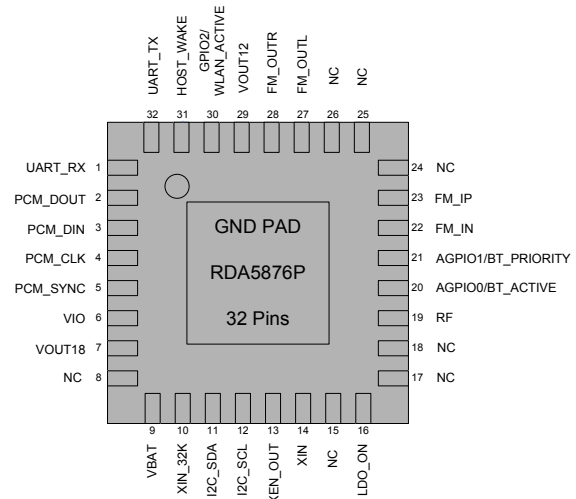 UART_TX
HOST_WAKE
GPIO2/
WLAN_ACTIVE
VOUT12
FM_OUTR
FM_OUTL
NC
NC
32 31 30 29 28 27 26 25
UART_RX 1
PCM_DOUT 2
PCM_DIN 3
PCM_CLK 4
PCM_SYNC 5
VIO 6
VOUT18 7
NC 8
GND PAD
RDA5876P
32 Pins
24 NC
23 FM_IP
22 FM_IN
21 AGPIO1/BT_PRIORITY
20 AGPIO0/BT_ACTIVE
19 RF
18 NC
17 NC
9 10 11 12 13 14 15 16
VBAT
XIN_32K
I2C_SDA
I2C_SCL
XEN_OUT
XIN
NC
LDO_ON